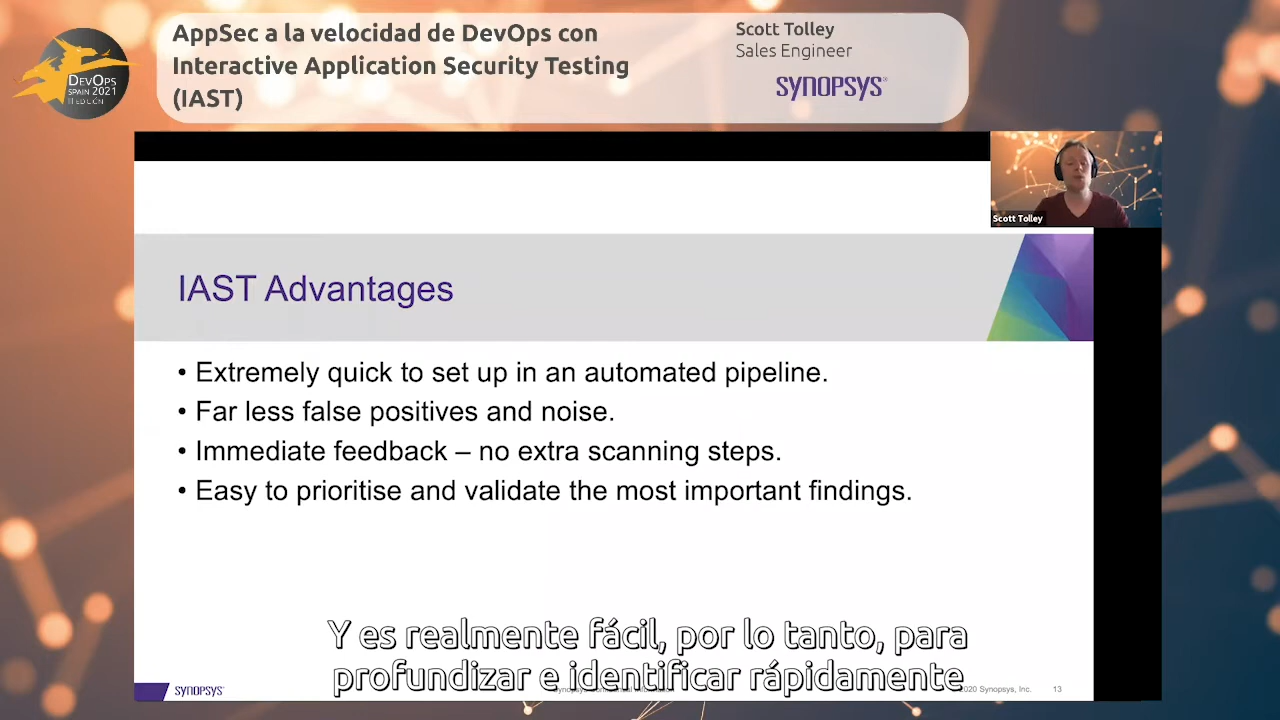 AppSec a la velocidad de DevOps con
Interactive Application Security Testing
(IAST)
Scott Tolley
Sales Engineer
SYNOPSYS®
DEVOPS
SPAIN 2021
II EDICIÓN
Scott Tolley
IAST Advantages
• Extremely quick to set up in an automated pipeline.
• Far less false positives and noise.
• Immediate feedback – no extra scanning steps.
• Easy to prioritise and validate the most important findings.
Y es realmente fácil, por lo tanto, para
profundizar e identificar rápidamente
SYNOPSYS®
2020 Synopsys, Inc.
13